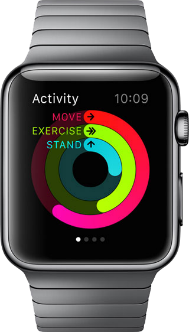 Activity 10:09
MOVE
EXERCISE
STAND